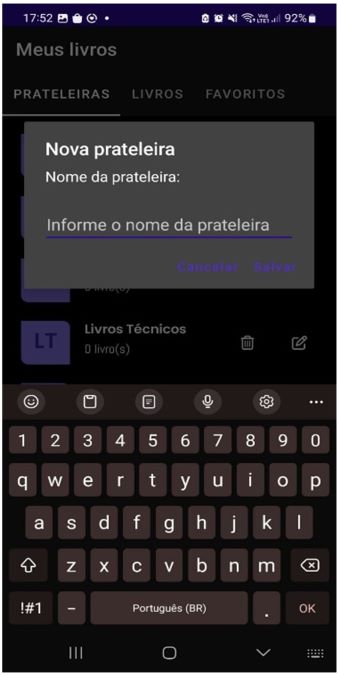 17:52 92%
Meus livros
PRATELEIRAS LIVROS FAVORITOS
Nova prateleira
Nome da prateleira:
Informe o nome da prateleira
Cancelar Salvar
0 livro(s)
LT Livros Técnicos
0 livro(s)
1 2 3 4 5 6 7 8 9 0
q w e r t y u i o p
a s d f g h j k l
z x c v b n m
!#1 - Português (BR) . OK